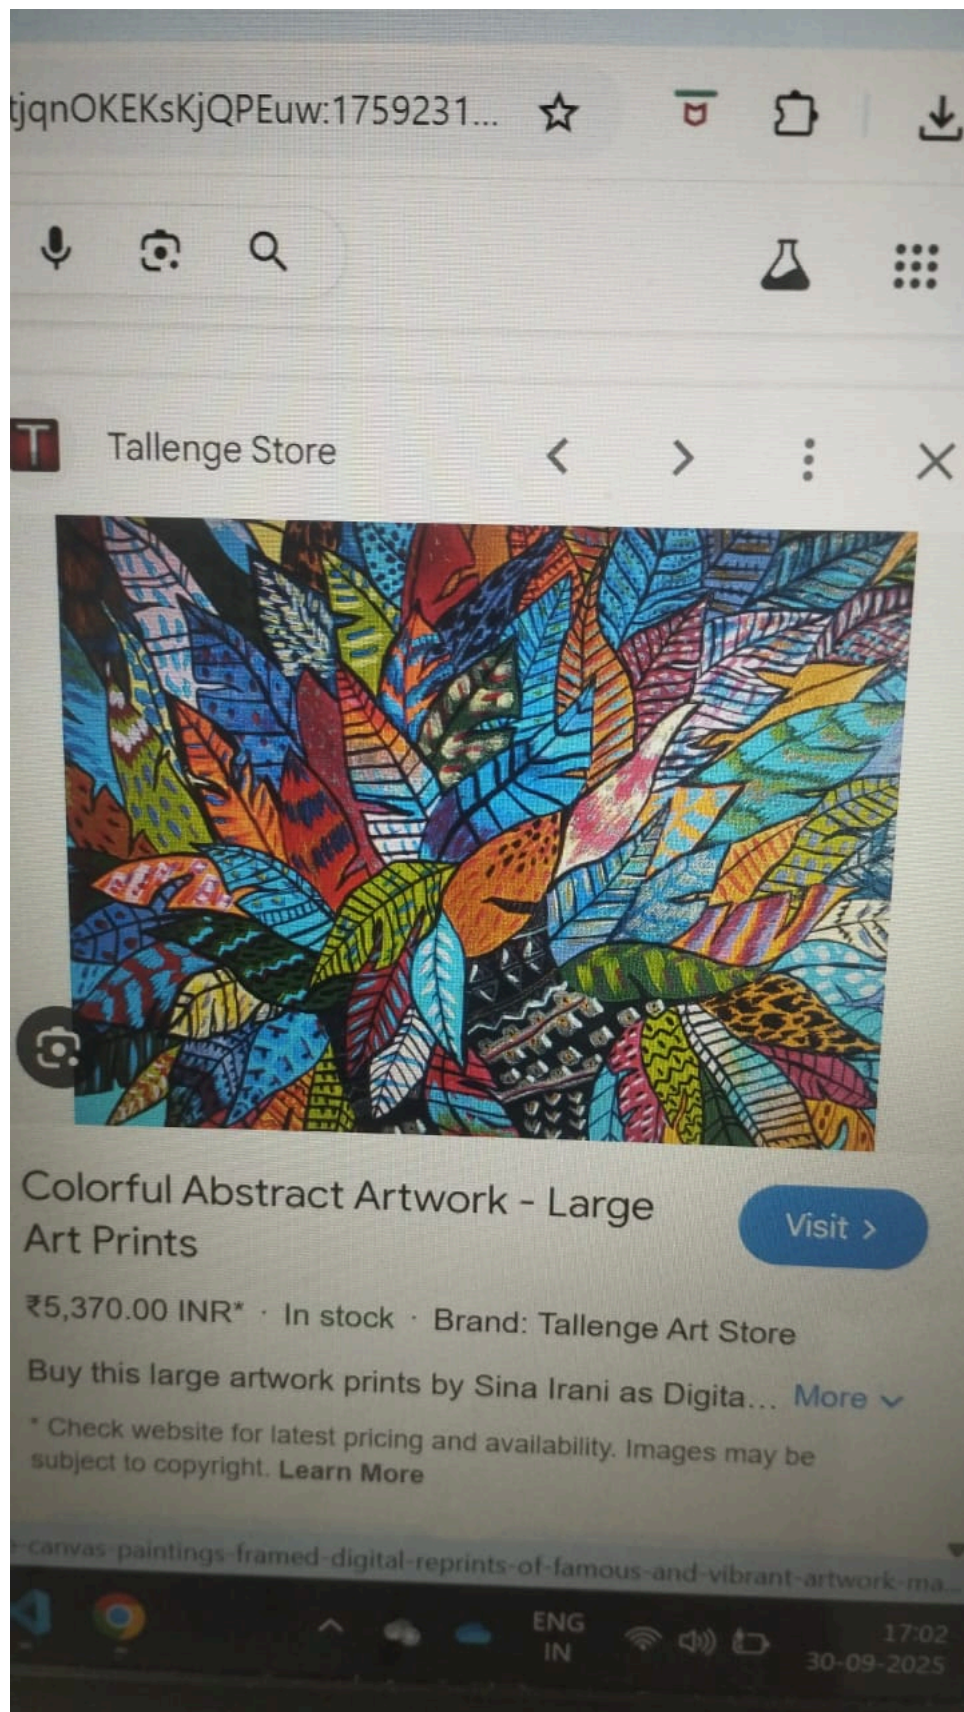 tjqnOKEKsKjQPEuw:1759231...
T Tallenge Store
Colorful Abstract Artwork - Large
Art Prints
Visit >
₹5,370.00 INR* · In stock · Brand: Tallenge Art Store
Buy this large artwork prints by Sina Irani as Digita... More
* Check website for latest pricing and availability. Images may be
subject to copyright. Learn More
-canvas-paintings-framed-digital-reprints-of-famous-and-vibrant-artwork-ma...
ENG
IN
17:02
30-09-2025